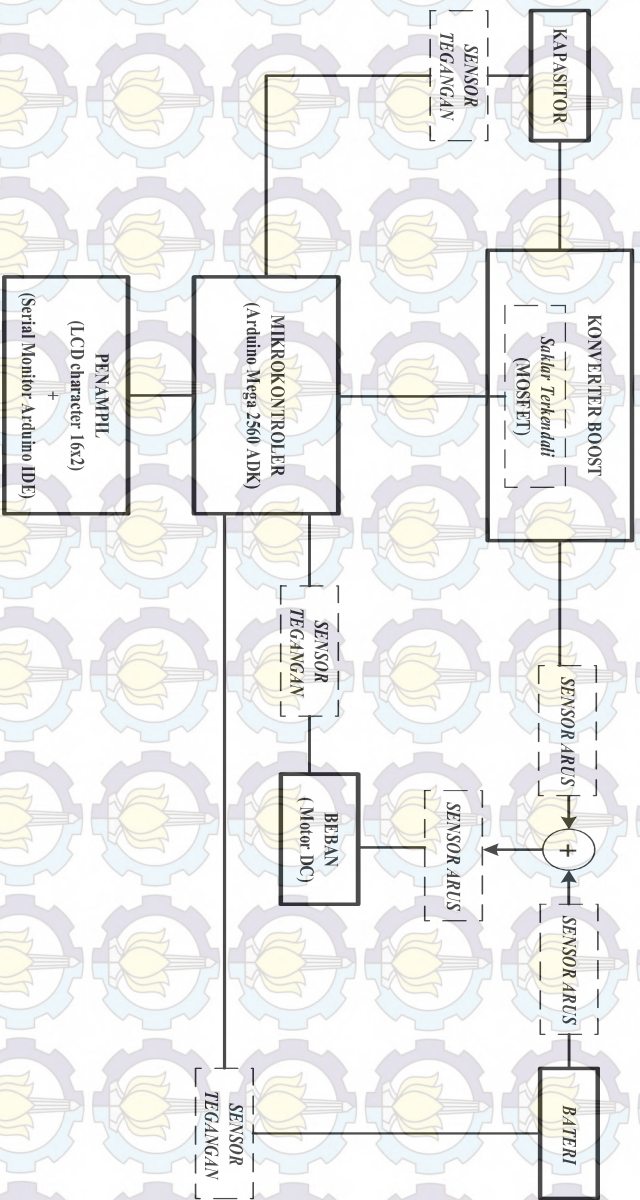 KAPASITOR
KONVERTER BOOST
Saklar Terkendali
(MOSFET)
SENSOR ARUS
+
SENSOR ARUS
BATERI
SENSOR
TEGANGAN
SENSOR ARUS
MIKROKONTROLER
(Arduino Mega 2560 ADK)
SENSOR
TEGANGAN
BEBAN
( Motor DC)
SENSOR
TEGANGAN
PENAMPIL
(LCD character 16x2)
+
(Serial Monitor Arduino IDE)